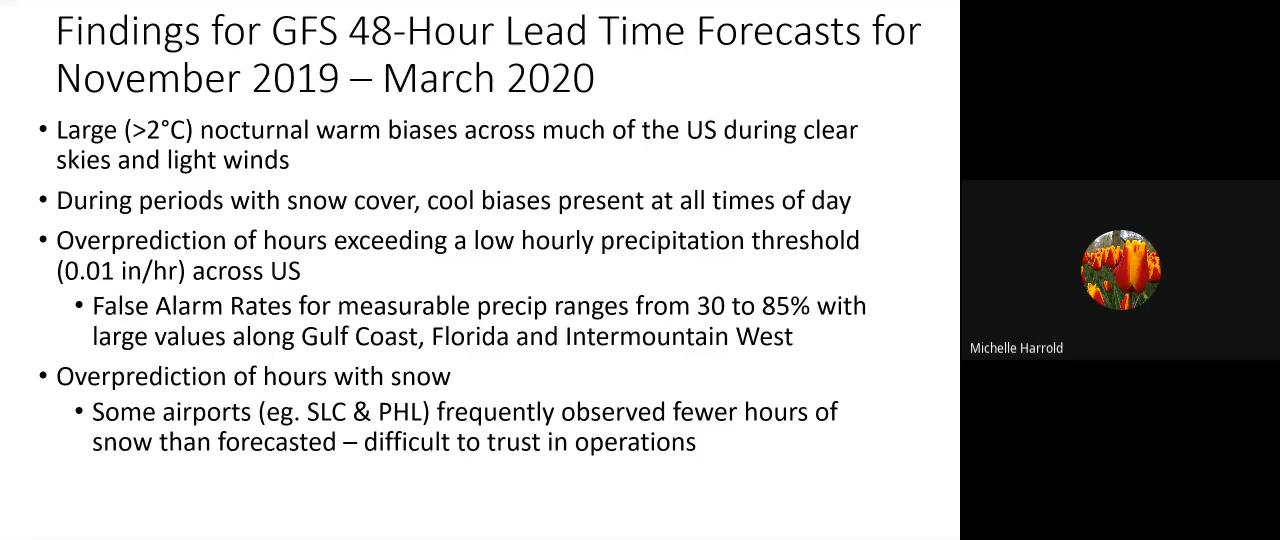 Findings for GFS 48-Hour Lead Time Forecasts for
November 2019 – March 2020
• Large (>2°C) nocturnal warm biases across much of the US during clear
skies and light winds
• During periods with snow cover, cool biases present at all times of day
• Overprediction of hours exceeding a low hourly precipitation threshold
(0.01 in/hr) across US
• False Alarm Rates for measurable precip ranges from 30 to 85% with
large values along Gulf Coast, Florida and Intermountain West
• Overprediction of hours with snow
• Some airports (eg. SLC & PHL) frequently observed fewer hours of
snow than forecasted – difficult to trust in operations
Michelle Harrold